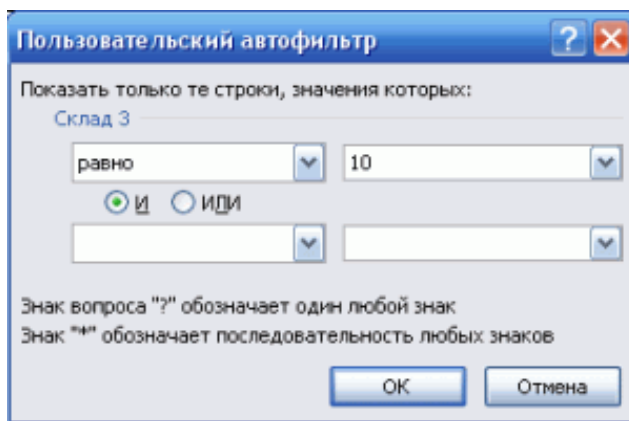 Пользовательский автофильтр
Показать только те строки, значения которых:
Склад 3
равно 10
И ИЛИ
Знак вопроса "?" обозначает один любой знак
Знак "*" обозначает последовательность любых знаков
ОК Отмена